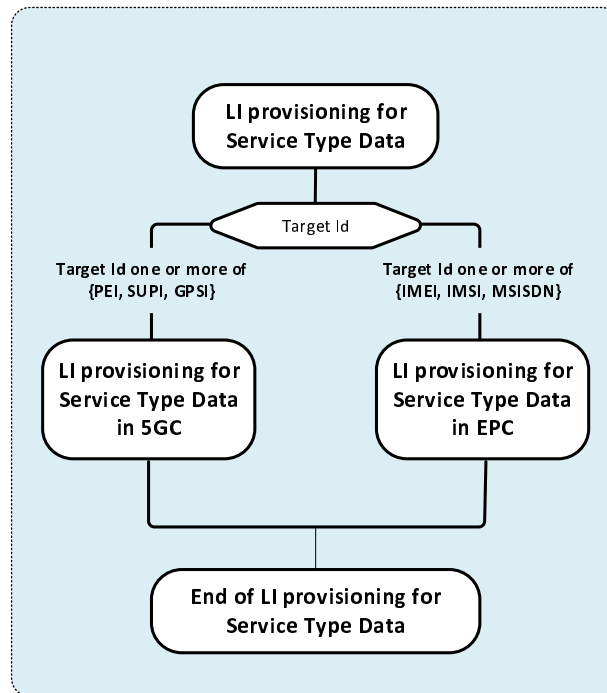 LI provisioning for
Service Type Data
Target Id
Target Id one or more of
{PEI, SUPI, GPSI}
Target Id one or more of
{IMEI, IMSI, MSISDN}
LI provisioning for
Service Type Data
in 5GC
LI provisioning for
Service Type Data
in EPC
End of LI provisioning for
Service Type Data